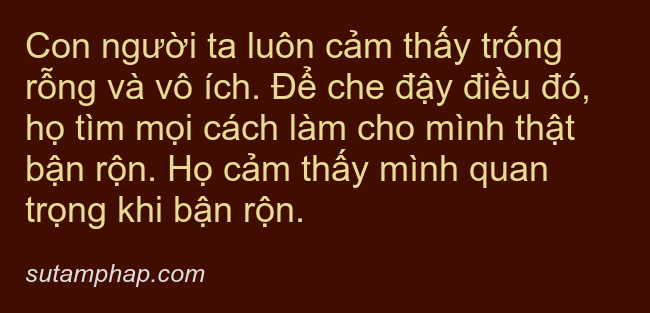 Con người ta luôn cảm thấy trống
rỗng và vô ích. Để che đậy điều đó,
họ tìm mọi cách làm cho mình thật
bận rộn. Họ cảm thấy mình quan
trọng khi bận rộn.
sutamphap.com